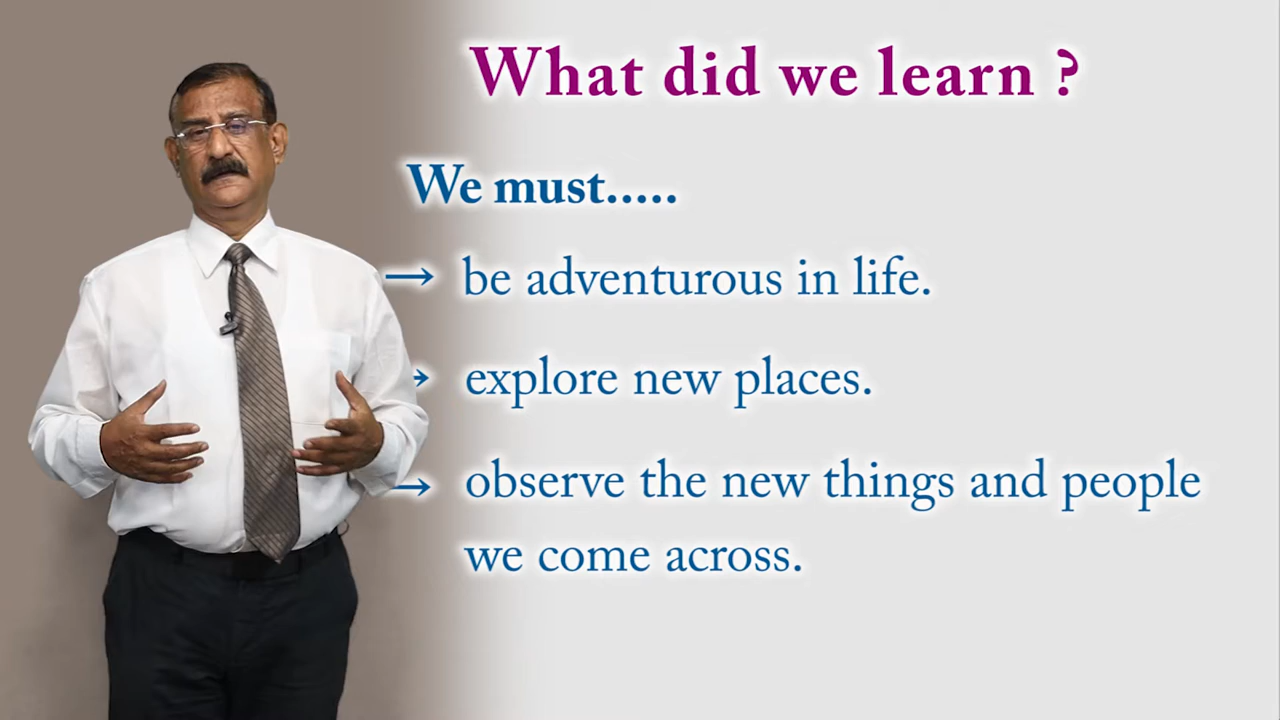 What did we learn ?
We must.....
→ be adventurous in life.
→ explore new places.
→ observe the new things and people
we come across.